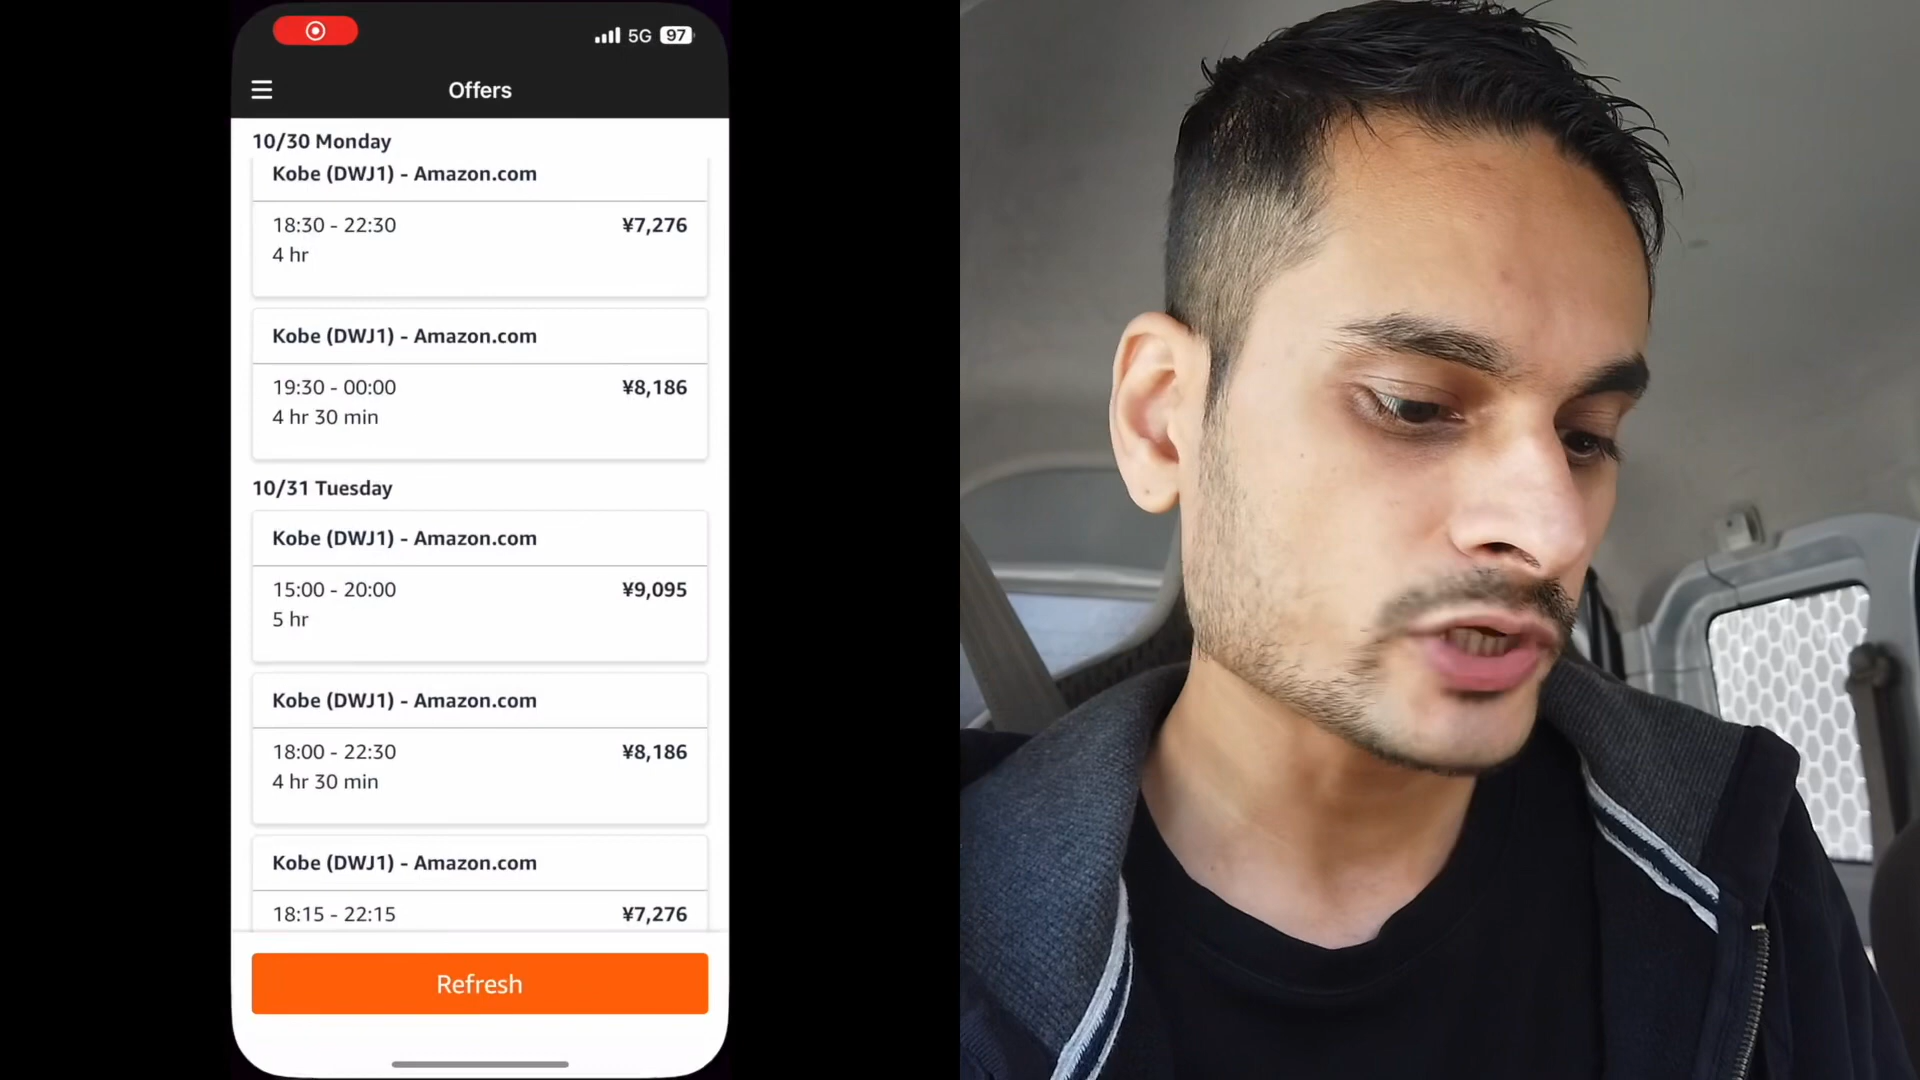 5G 97
Offers
10/30 Monday
Kobe (DWJ1) - Amazon.com
18:30 - 22:30 ¥7,276
4 hr
Kobe (DWJ1) - Amazon.com
19:30 - 00:00 ¥8,186
4 hr 30 min
10/31 Tuesday
Kobe (DWJ1) - Amazon.com
15:00 - 20:00 ¥9,095
5 hr
Kobe (DWJ1) - Amazon.com
18:00 - 22:30 ¥8,186
4 hr 30 min
Kobe (DWJ1) - Amazon.com
18:15 - 22:15 ¥7,276
Refresh